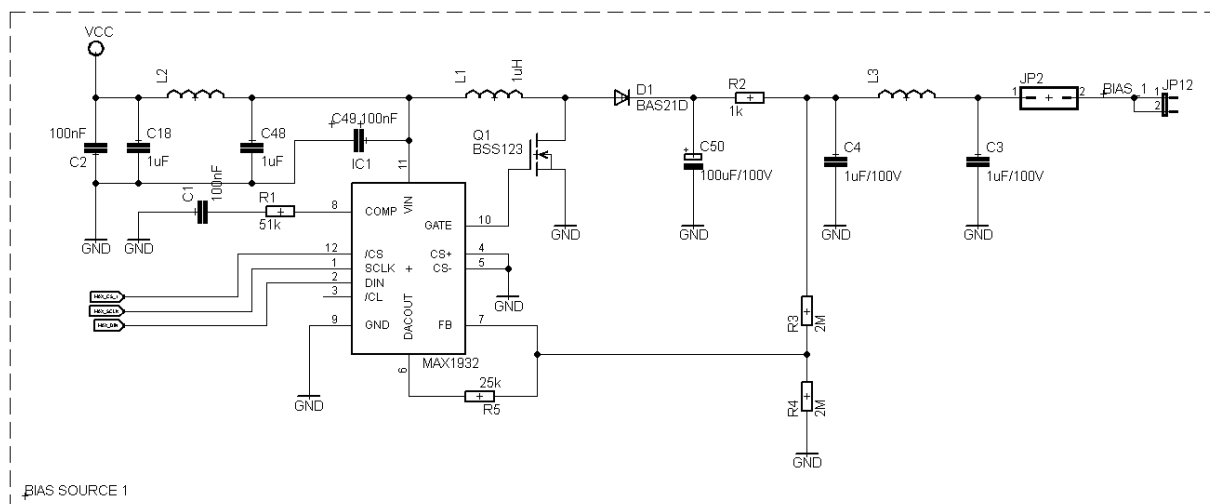 VCC
L2
L1
1uH
D1
BAS21D
R2
1k
L3
JP2
1
2
BIAS_1
JP12
1
2
100nF
C2
C18
1uF
C48
1uF
C49
100nF
IC1
Q1
BSS123
C50
100uF/100V
C4
1uF/100V
C3
1uF/100V
C1
100nF
R1
51k
11
VIN
8
COMP
GATE
10
GND
GND
GND
GND
GND
GND
12
/CS
CS+
4
1
SCLK
CS-
5
2
DIN
3
/CL
GND
9
GND
DACOUT
FB
7
MAX1932
6
25k
R5
R3
2M
R4
2M
GND
GND
BIAS SOURCE 1